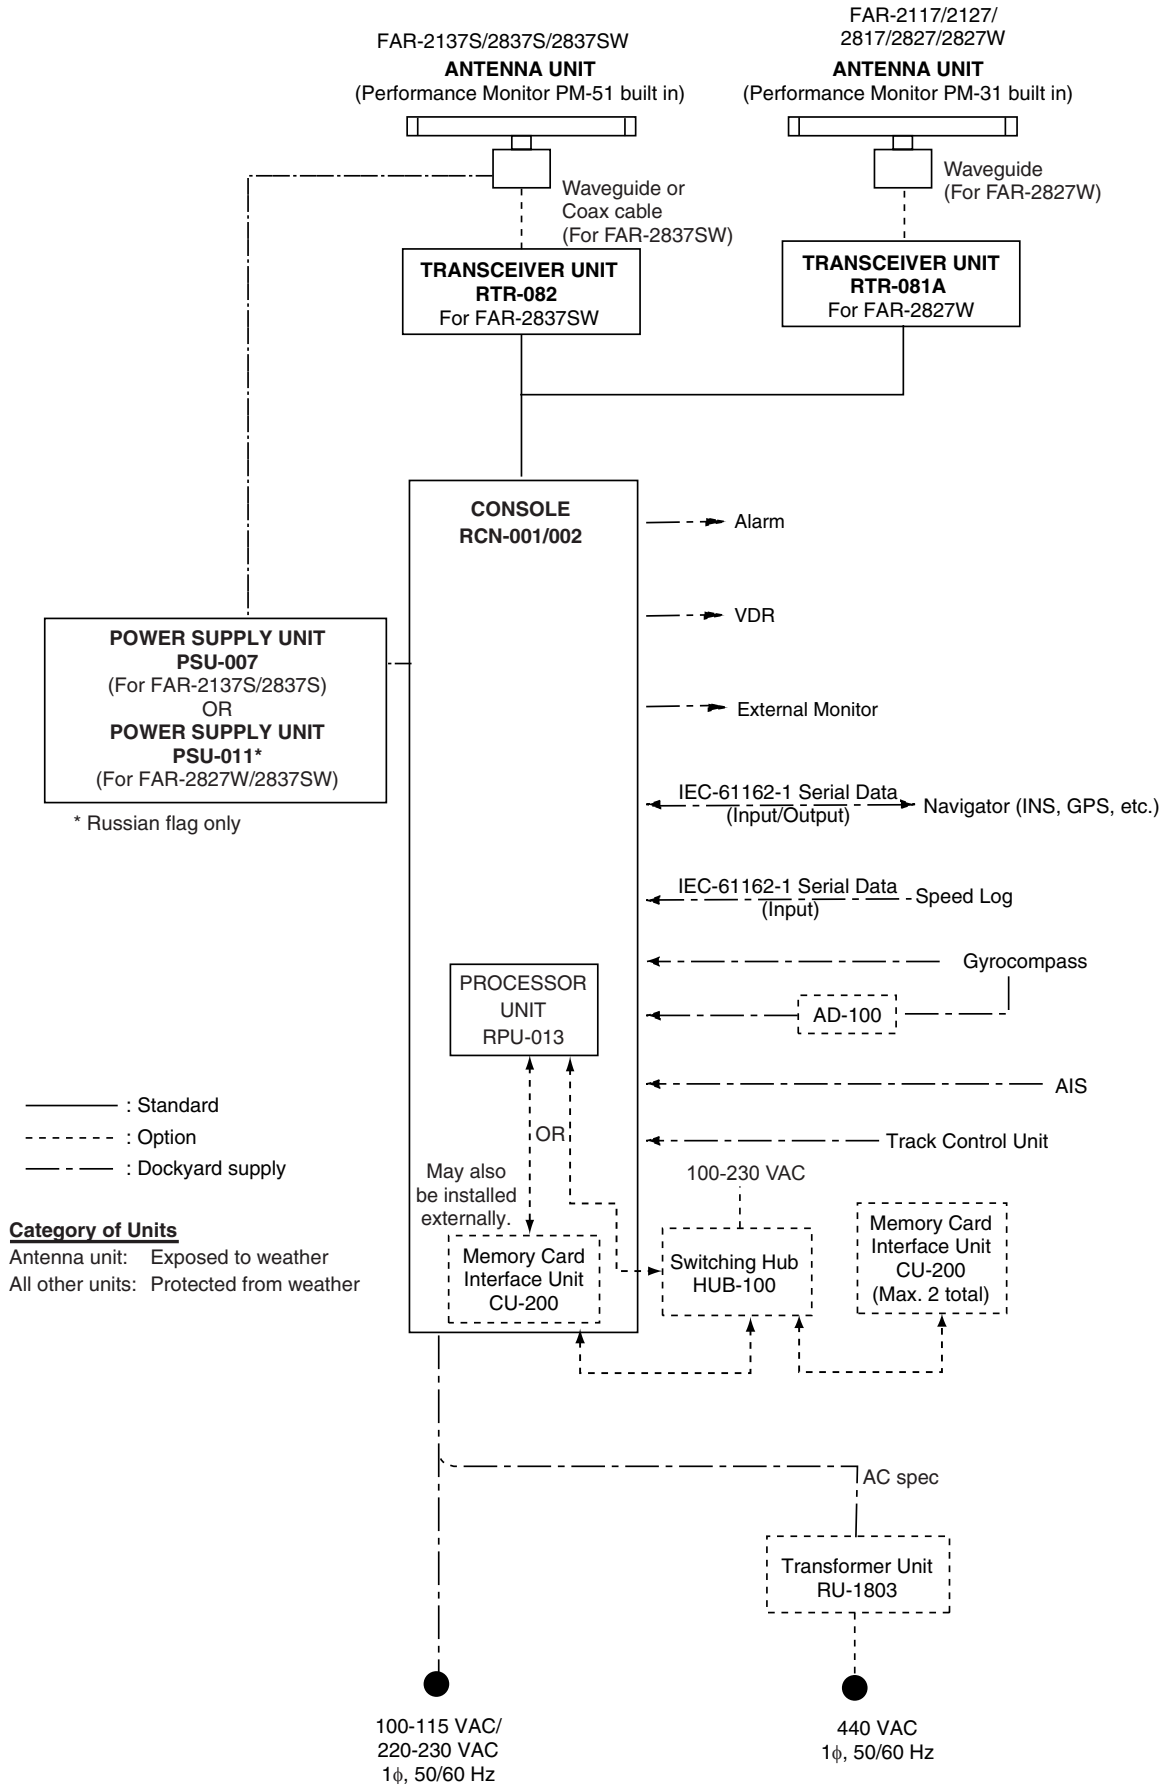 FAR-2137S/2837S/2837SW
ANTENNA UNIT
(Performance Monitor PM-51 built in)
FAR-2117/2127/
2817/2827/2827W
ANTENNA UNIT
(Performance Monitor PM-31 built in)
Waveguide or
Coax cable
(For FAR-2837SW)
Waveguide
(For FAR-2827W)
TRANSCEIVER UNIT
RTR-082
For FAR-2837SW
TRANSCEIVER UNIT
RTR-081A
For FAR-2827W
CONSOLE
RCN-001/002
Alarm
VDR
External Monitor
POWER SUPPLY UNIT
PSU-007
(For FAR-2137S/2837S)
OR
POWER SUPPLY UNIT
PSU-011*
(For FAR-2827W/2837SW)
* Russian flag only
IEC-61162-1 Serial Data
(Input/Output)
Navigator (INS, GPS, etc.)
IEC-61162-1 Serial Data
(Input)
Speed Log
Gyrocompass
AD-100
PROCESSOR
UNIT
RPU-013
AIS
Track Control Unit
OR
: Standard
: Option
: Dockyard supply
May also
be installed
externally.
100-230 VAC
Category of Units
Antenna unit: Exposed to weather
All other units: Protected from weather
Memory Card
Interface Unit
CU-200
Switching Hub
HUB-100
Memory Card
Interface Unit
CU-200
(Max. 2 total)
AC spec
Transformer Unit
RU-1803
100-115 VAC/
220-230 VAC
1ϕ, 50/60 Hz
440 VAC
1ϕ, 50/60 Hz